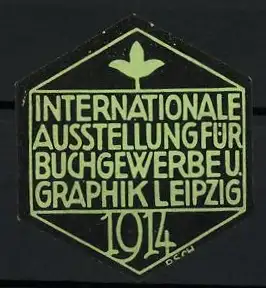 INTERNATIONALE
AUSSTELLUNG FÜR
BUCHGEWERBE U.
GRAPHIK LEIPZIG
1914